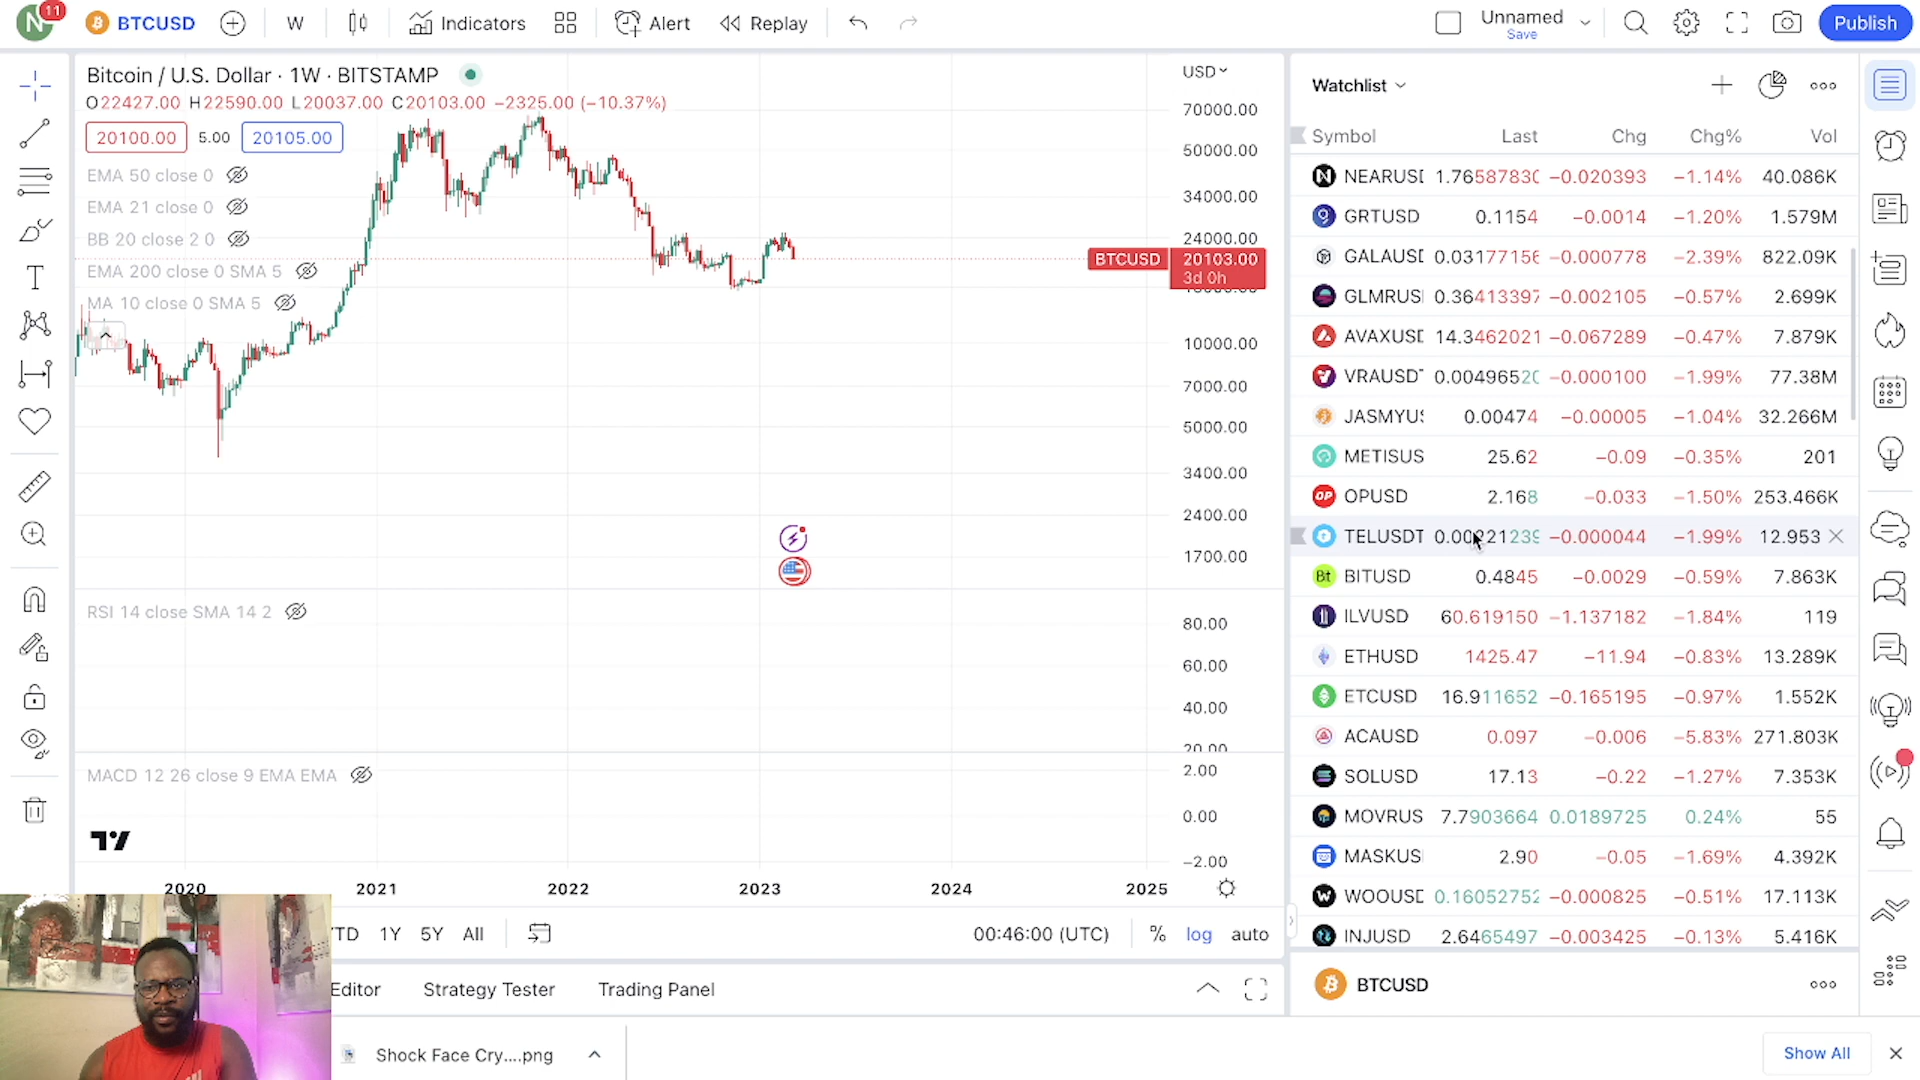 N 11 BTCUSD W Indicators Alert Replay Unnamed Save Publish
Bitcoin / U.S. Dollar · 1W · BITSTAMP
O22427.00 H22590.00 L20037.00 C20103.00 −2325.00 (−10.37%)
20100.00 5.00 20105.00
EMA 50 close 0
EMA 21 close 0
BB 20 close 2 0
EMA 200 close 0 SMA 5
MA 10 close 0 SMA 5
USD
70000.00
50000.00
34000.00
24000.00
BTCUSD 20103.00
3d 0h
10000.00
7000.00
5000.00
3400.00
2400.00
1700.00
RSI 14 close SMA 14 2
80.00
60.00
40.00
20.00
MACD 12 26 close 9 EMA EMA
2.00
0.00
−2.00
2020 2021 2022 2023 2024 2025
TD 1Y 5Y All 00:46:00 (UTC) % log auto
Editor Strategy Tester Trading Panel
Watchlist
Symbol Last Chg Chg% Vol
NEARUSD 1.7658783 −0.020393 −1.14% 40.086K
GRTUSD 0.1154 −0.0014 −1.20% 1.579M
GALAUSD 0.03177156 −0.000778 −2.39% 822.09K
GLMRUS 0.36413397 −0.002105 −0.57% 2.699K
AVAXUSD 14.3462021 −0.067289 −0.47% 7.879K
VRAUSDT 0.00496520 −0.000100 −1.99% 77.38M
JASMYUS 0.00474 −0.00005 −1.04% 32.266M
METISUS 25.62 −0.09 −0.35% 201
OP OPUSD 2.168 −0.033 −1.50% 253.466K
TELUSDT 0.00221239 −0.000044 −1.99% 12.953
Bt BITUSD 0.4845 −0.0029 −0.59% 7.863K
ILVUSD 60.619150 −1.137182 −1.84% 119
ETHUSD 1425.47 −11.94 −0.83% 13.289K
ETCUSD 16.911652 −0.165195 −0.97% 1.552K
ACAUSD 0.097 −0.006 −5.83% 271.803K
SOLUSD 17.13 −0.22 −1.27% 7.353K
MOVRUS 7.7903664 0.0189725 0.24% 55
MASKUS 2.90 −0.05 −1.69% 4.392K
WOOUSD 0.16052752 −0.000825 −0.51% 17.113K
INJUSD 2.6465497 −0.003425 −0.13% 5.416K
BTCUSD
Shock Face Cry....png
Show All